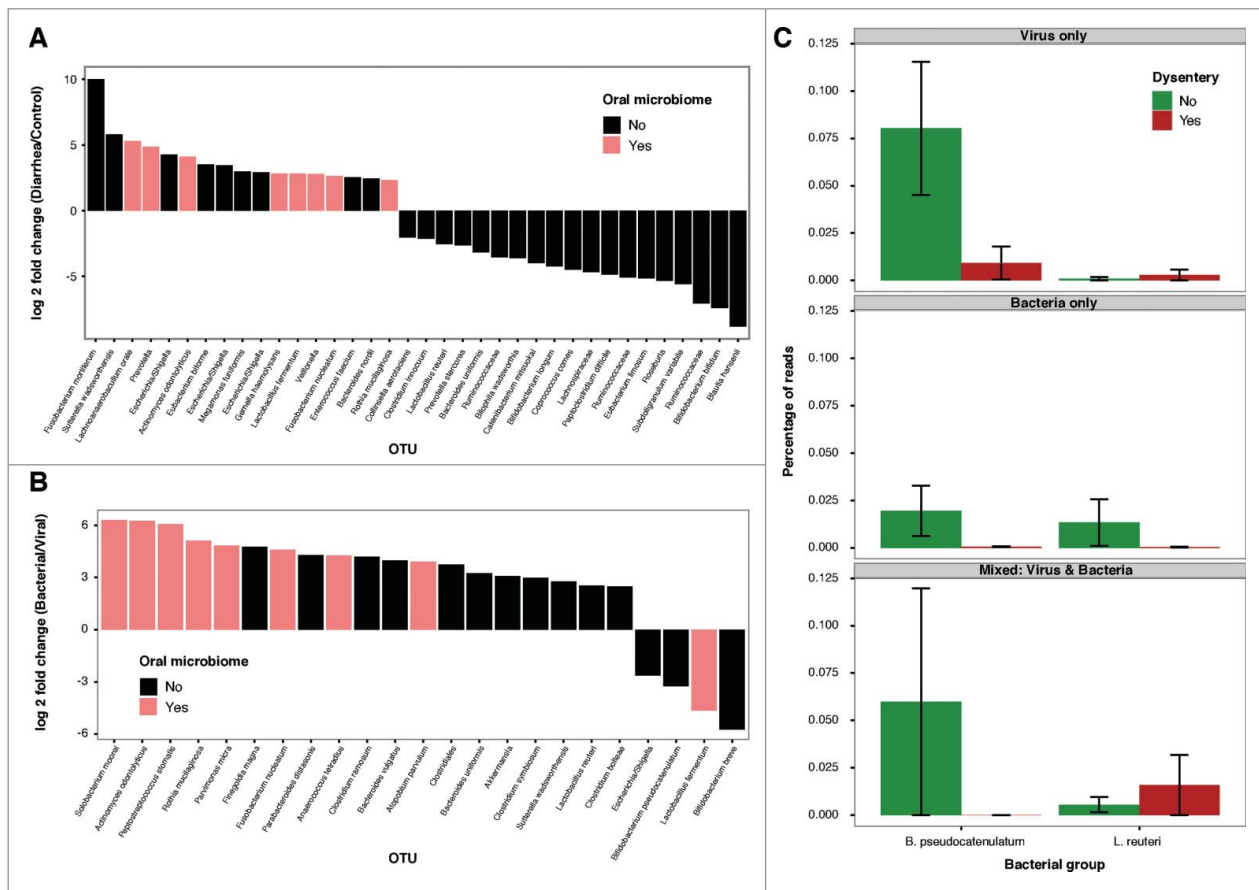 A
log 2 fold change (Diarrhea/Control)
10
5
0
-5
Oral microbiome
No
Yes
Fusobacterium mortiferum
Sutterella wadsworthensis
Lachnoanaerobaculum orale
Prevotella
Escherichia/Shigella
Actinomyces odontolyticus
Eubacterium biforme
Escherichia/Shigella
Megamonas funiformis
Escherichia/Shigella
Gemella haemolysans
Lactobacillus fermentum
Veillonella
Fusobacterium nucleatum
Enterococcus faecium
Bacteroides nordii
Rothia mucilaginosa
Collinsella aerofaciens
Clostridium innocuum
Lactobacillus reuteri
Prevotella stercorea
Bacteroides uniformis
Ruminococcaceae
Bilophila wadsworthia
Catenibacterium mitsuokai
Bifidobacterium longum
Coprococcus comes
Lachnospiraceae
Peptoclostridium difficile
Ruminococcaceae
Eubacterium limosum
Roseburia
Subdoligranulum variabile
Ruminococcaceae
Bifidobacterium bifidum
Blautia hansenii
OTU
B
log 2 fold change (Bacterial/Viral)
6
3
0
-3
-6
Oral microbiome
No
Yes
Solobacterium moorei
Actinomyces odontolyticus
Peptostreptococcus stomatis
Rothia mucilaginosa
Parvimonas micra
Finegoldia magna
Fusobacterium nucleatum
Parabacteroides distasonis
Anaerococcus tetradius
Clostridium ramosum
Bacteroides vulgatus
Atopobium parvulum
Clostridiales
Bacteroides uniformis
Akkermansia
Clostridium symbiosum
Sutterella wadsworthensis
Lactobacillus reuteri
Clostridium bolteae
Escherichia/Shigella
Bifidobacterium pseudocatenulatum
Lactobacillus fermentum
Bifidobacterium breve
OTU
C
Percentage of reads
Virus only
0.125
0.100
0.075
0.050
0.025
0.000
Dysentery
No
Yes
Bacteria only
0.125
0.100
0.075
0.050
0.025
0.000
Mixed: Virus & Bacteria
0.125
0.100
0.075
0.050
0.025
0.000
B. pseudocatenulatum
L. reuteri
Bacterial group